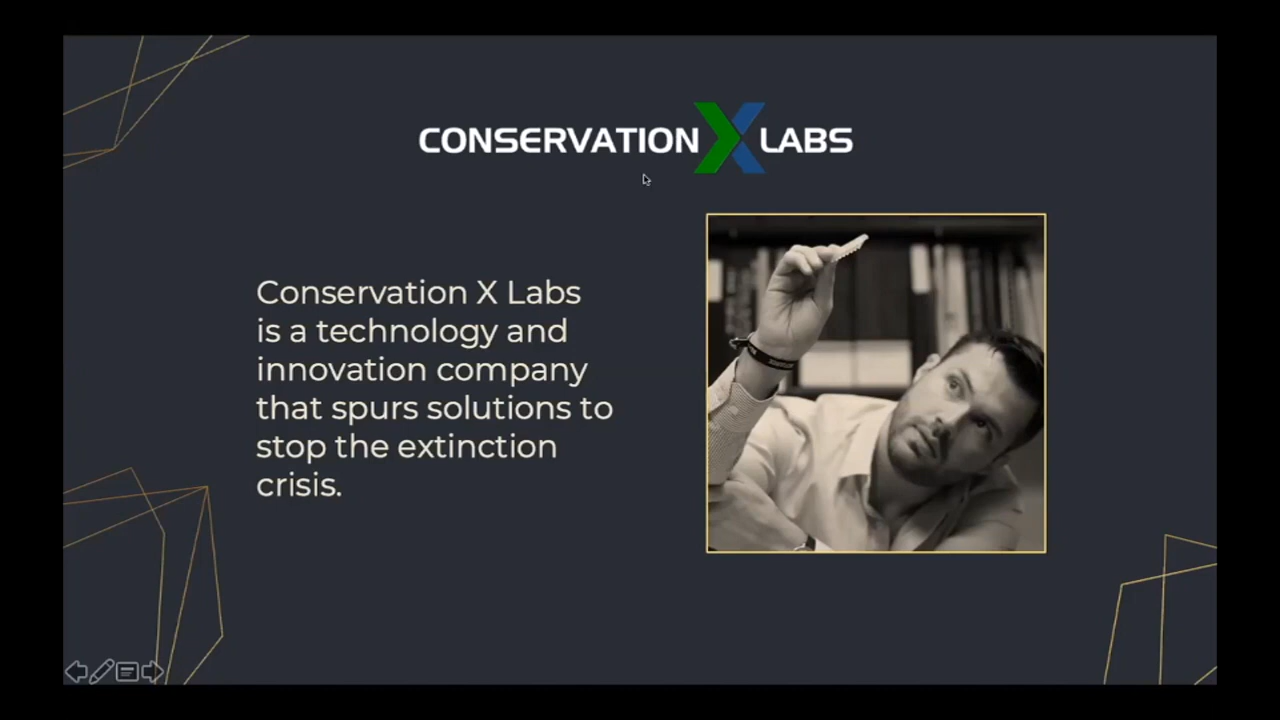 CONSERVATION X LABS
Conservation X Labs
is a technology and
innovation company
that spurs solutions to
stop the extinction
crisis.